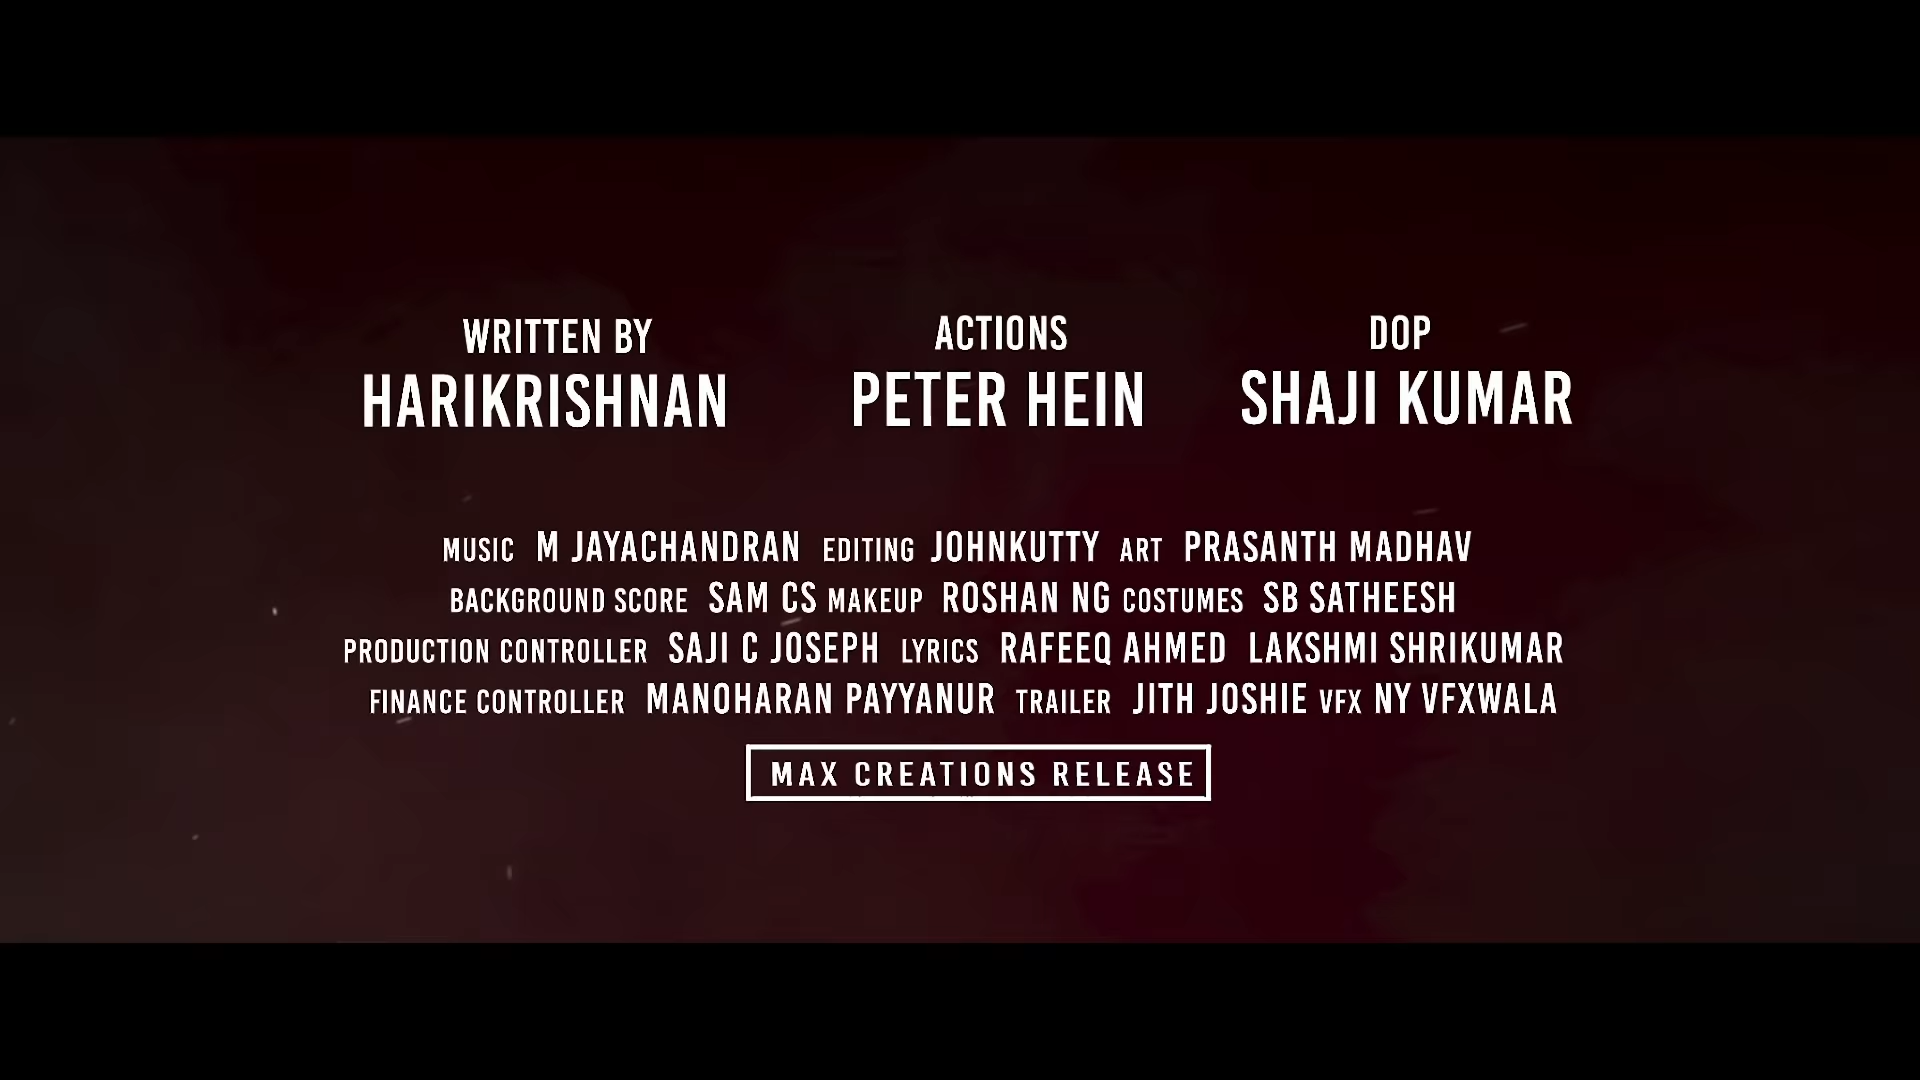 WRITTEN BY ACTIONS DOP
HARIKRISHNAN PETER HEIN SHAJI KUMAR
MUSIC M JAYACHANDRAN EDITING JOHNKUTTY ART PRASANTH MADHAV
BACKGROUND SCORE SAM CS MAKEUP ROSHAN NG COSTUMES SB SATHEESH
PRODUCTION CONTROLLER SAJI C JOSEPH LYRICS RAFEEQ AHMED LAKSHMI SHRIKUMAR
FINANCE CONTROLLER MANOHARAN PAYYANUR TRAILER JITH JOSHIE VFX NY VFXWALA
MAX CREATIONS RELEASE